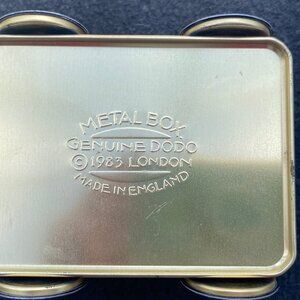 METAL BOX
GENUINE DODO
© 1983 LONDON
MADE IN ENGLAND